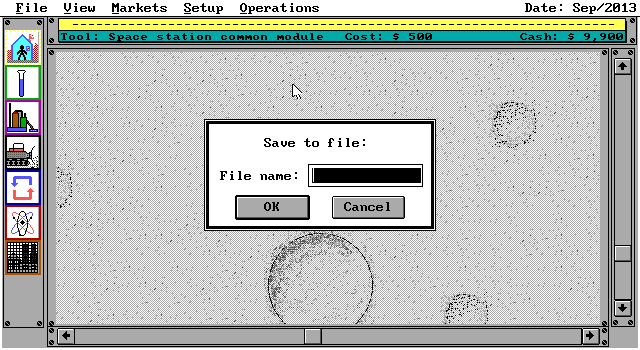 File View Markets Setup Operations Date: Sep/2013
Tool: Space station common module Cost: $ 500 Cash: $ 9,900
Save to file:
File name:
OK Cancel